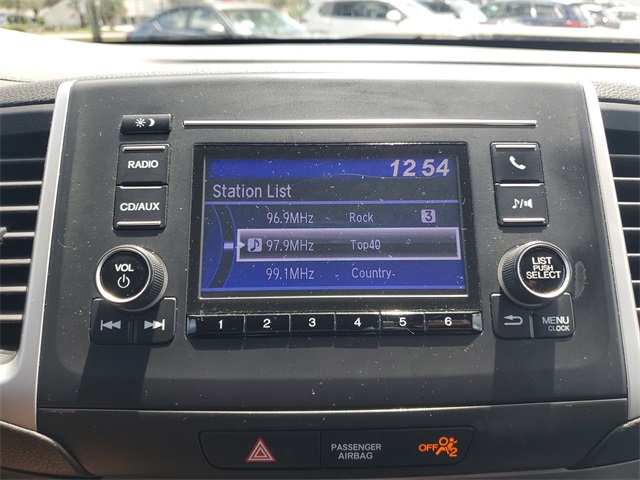 12:54
RADIO
Station List
CD/AUX
96.9MHz Rock 3
97.9MHz Top40
99.1MHz Country
VOL
LIST
PUSH
SELECT
1 2 3 4 5 6
MENU
CLOCK
PASSENGER
AIRBAG
OFF
2